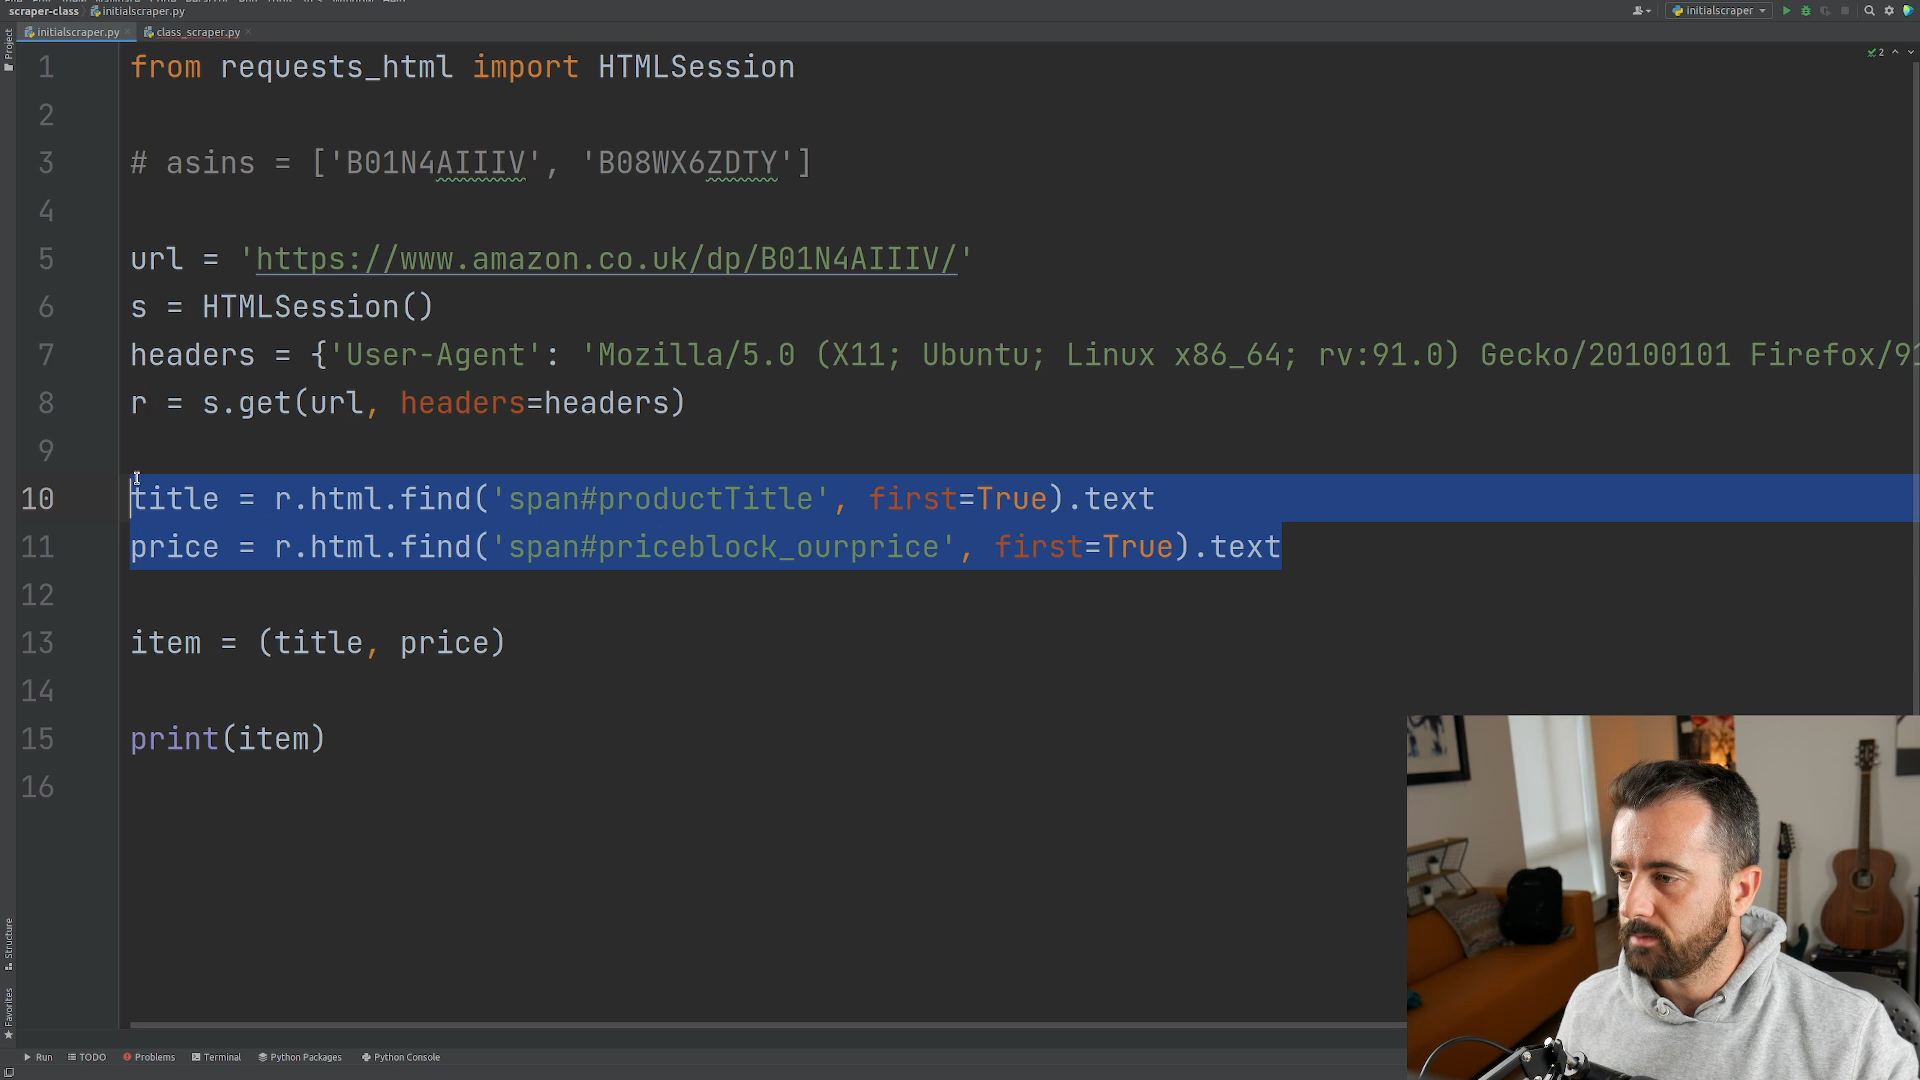 scraper-class
initialscraper.py
initialscraper
initialscraper.py
class_scraper.py
Project
2
1 from requests_html import HTMLSession
2
3 # asins = ['B01N4AIIIV', 'B08WX6ZDTY']
4
5 url = 'https://www.amazon.co.uk/dp/B01N4AIIIV/'
6 s = HTMLSession()
7 headers = {'User-Agent': 'Mozilla/5.0 (X11; Ubuntu; Linux x86_64; rv:91.0) Gecko/20100101 Firefox/91
8 r = s.get(url, headers=headers)
9
10 title = r.html.find('span#productTitle', first=True).text
11 price = r.html.find('span#priceblock_ourprice', first=True).text
12
13 item = (title, price)
14
15 print(item)
16
Structure
Favorites
Run TODO Problems Terminal Python Packages Python Console